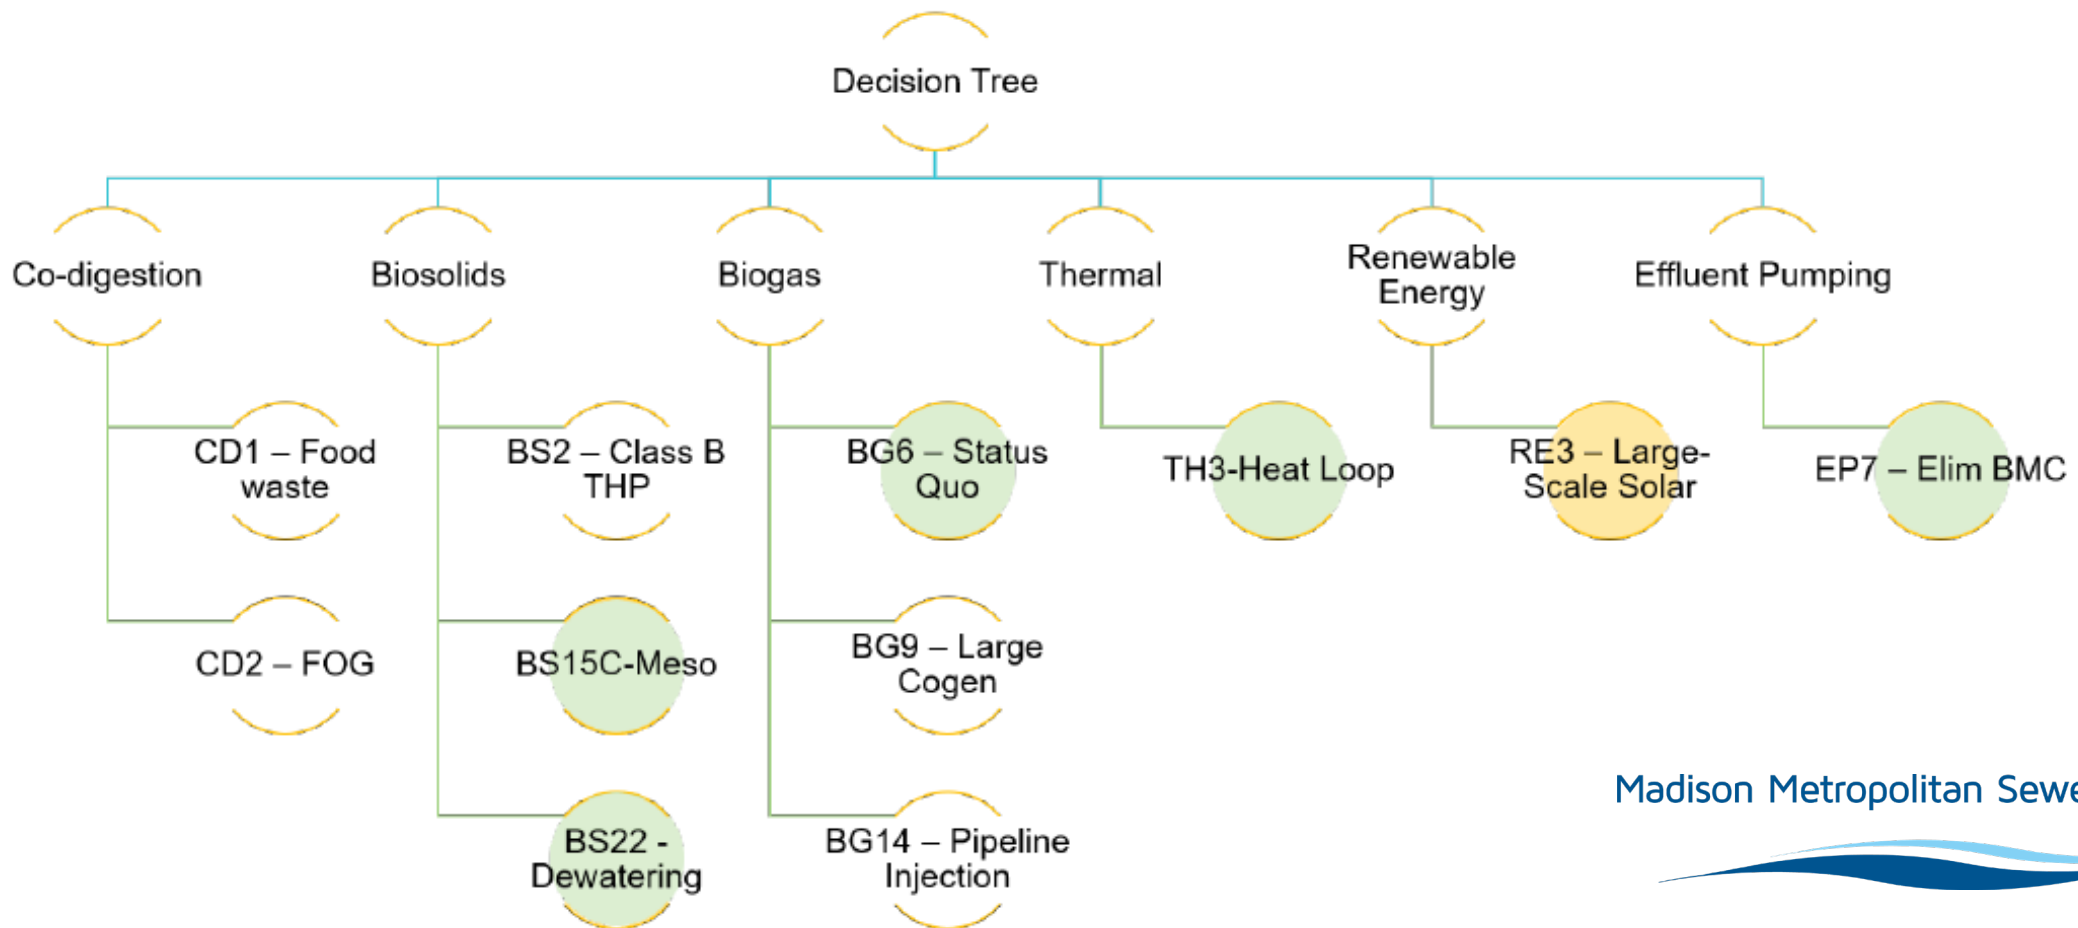 Decision Tree
Co-digestion
Biosolids
Biogas
Thermal
Renewable
Energy
Effluent Pumping
CD1 – Food
waste
BS2 – Class B
THP
BG6 – Status
Quo
TH3-Heat Loop
RE3 – Large-
Scale Solar
EP7 – Elim BMC
CD2 – FOG
BS15C-Meso
BG9 – Large
Cogen
BS22 -
Dewatering
BG14 – Pipeline
Injection
Madison Metropolitan Sewe